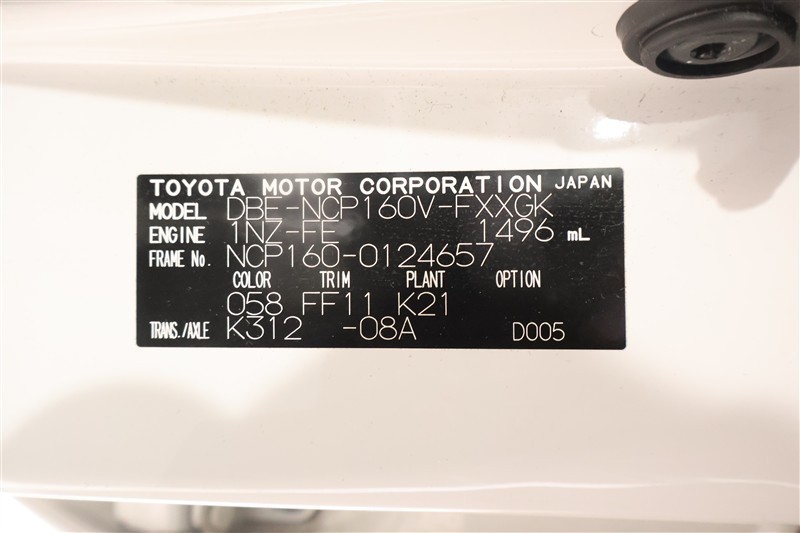 TOYOTA MOTOR CORPORATION JAPAN
MODEL DBE-NCP160V-FXXGK
ENGINE 1NZ-FE 1496 mL
FRAME No. NCP160-0124657
COLOR TRIM PLANT OPTION
058 FF11 K21
TRANS./AXLE K312 -08A D005